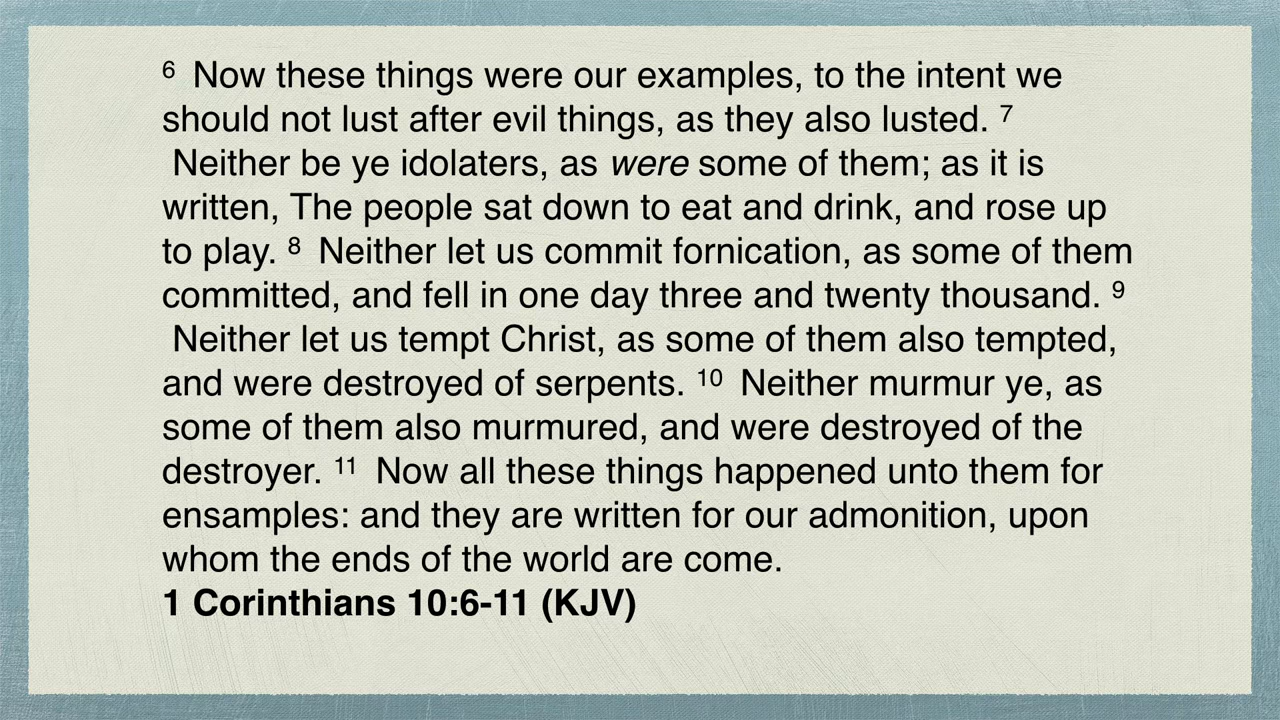 6 Now these things were our examples, to the intent we
should not lust after evil things, as they also lusted. 7
Neither be ye idolaters, as were some of them; as it is
written, The people sat down to eat and drink, and rose up
to play. 8 Neither let us commit fornication, as some of them
committed, and fell in one day three and twenty thousand. 9
Neither let us tempt Christ, as some of them also tempted,
and were destroyed of serpents. 10 Neither murmur ye, as
some of them also murmured, and were destroyed of the
destroyer. 11 Now all these things happened unto them for
ensamples: and they are written for our admonition, upon
whom the ends of the world are come.
1 Corinthians 10:6-11 (KJV)